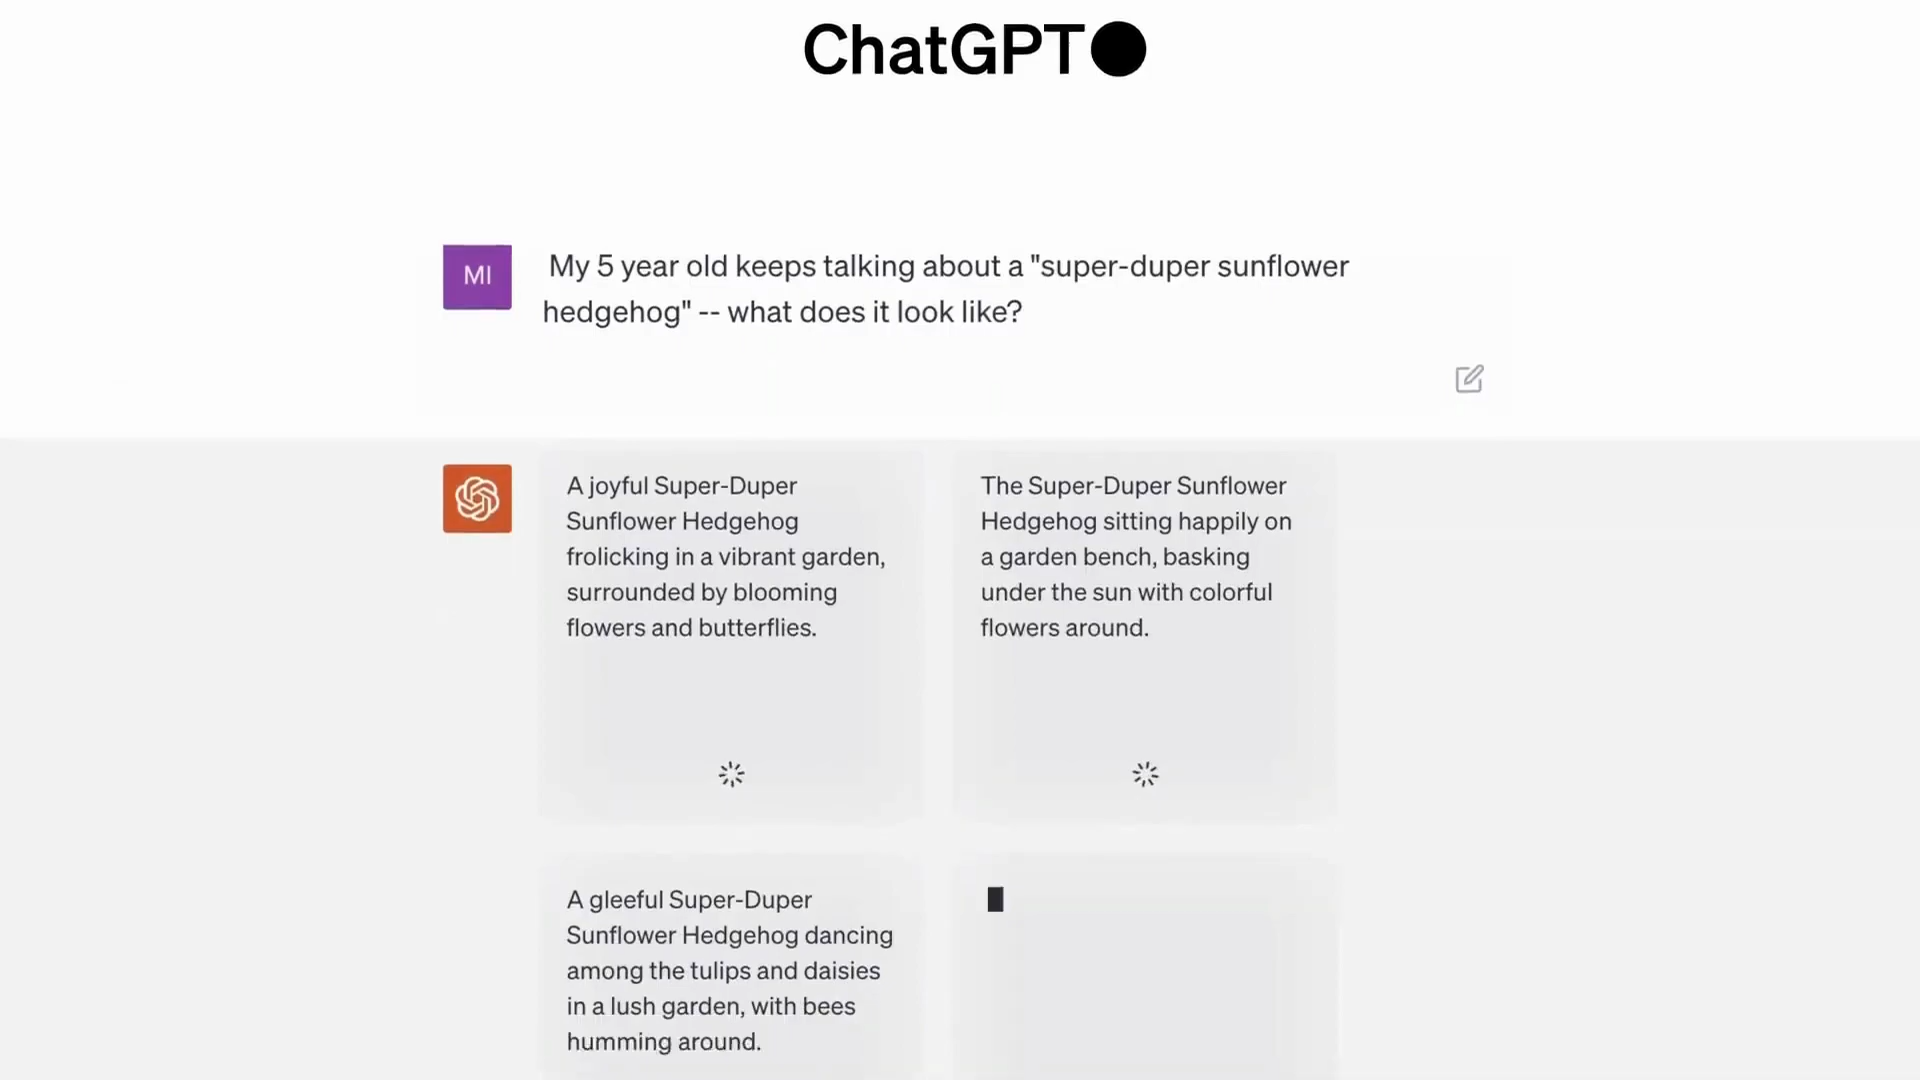 ChatGPT
MI
My 5 year old keeps talking about a "super-duper sunflower
hedgehog" -- what does it look like?
A joyful Super-Duper
Sunflower Hedgehog
frolicking in a vibrant garden,
surrounded by blooming
flowers and butterflies.
The Super-Duper Sunflower
Hedgehog sitting happily on
a garden bench, basking
under the sun with colorful
flowers around.
A gleeful Super-Duper
Sunflower Hedgehog dancing
among the tulips and daisies
in a lush garden, with bees
humming around.